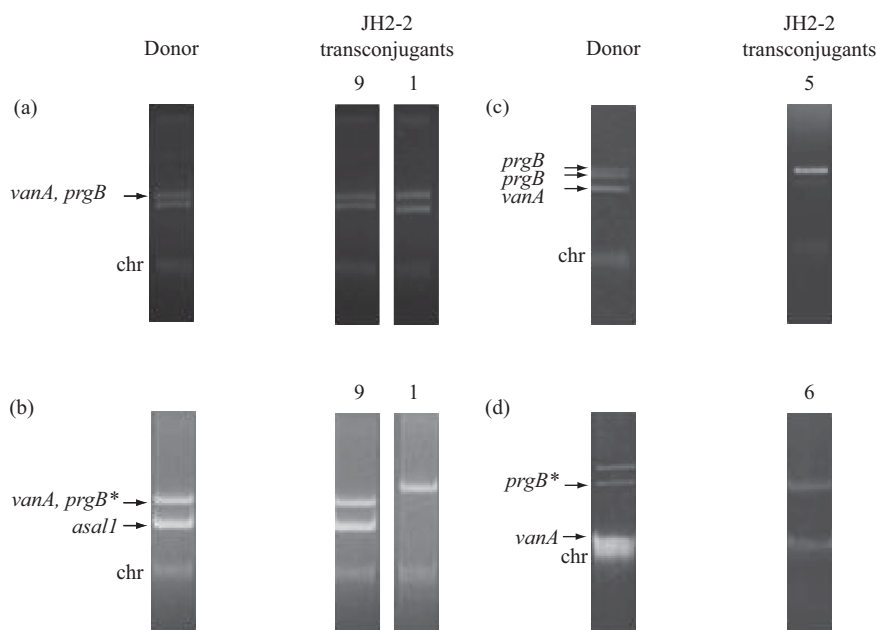 Donor
JH2-2
transconjugants
9 1
(a)
vanA, prgB
chr
Donor
JH2-2
transconjugants
5
(c)
prgB
prgB
vanA
chr
9 1
(b)
vanA, prgB*
asal1
chr
6
(d)
prgB*
vanA
chr